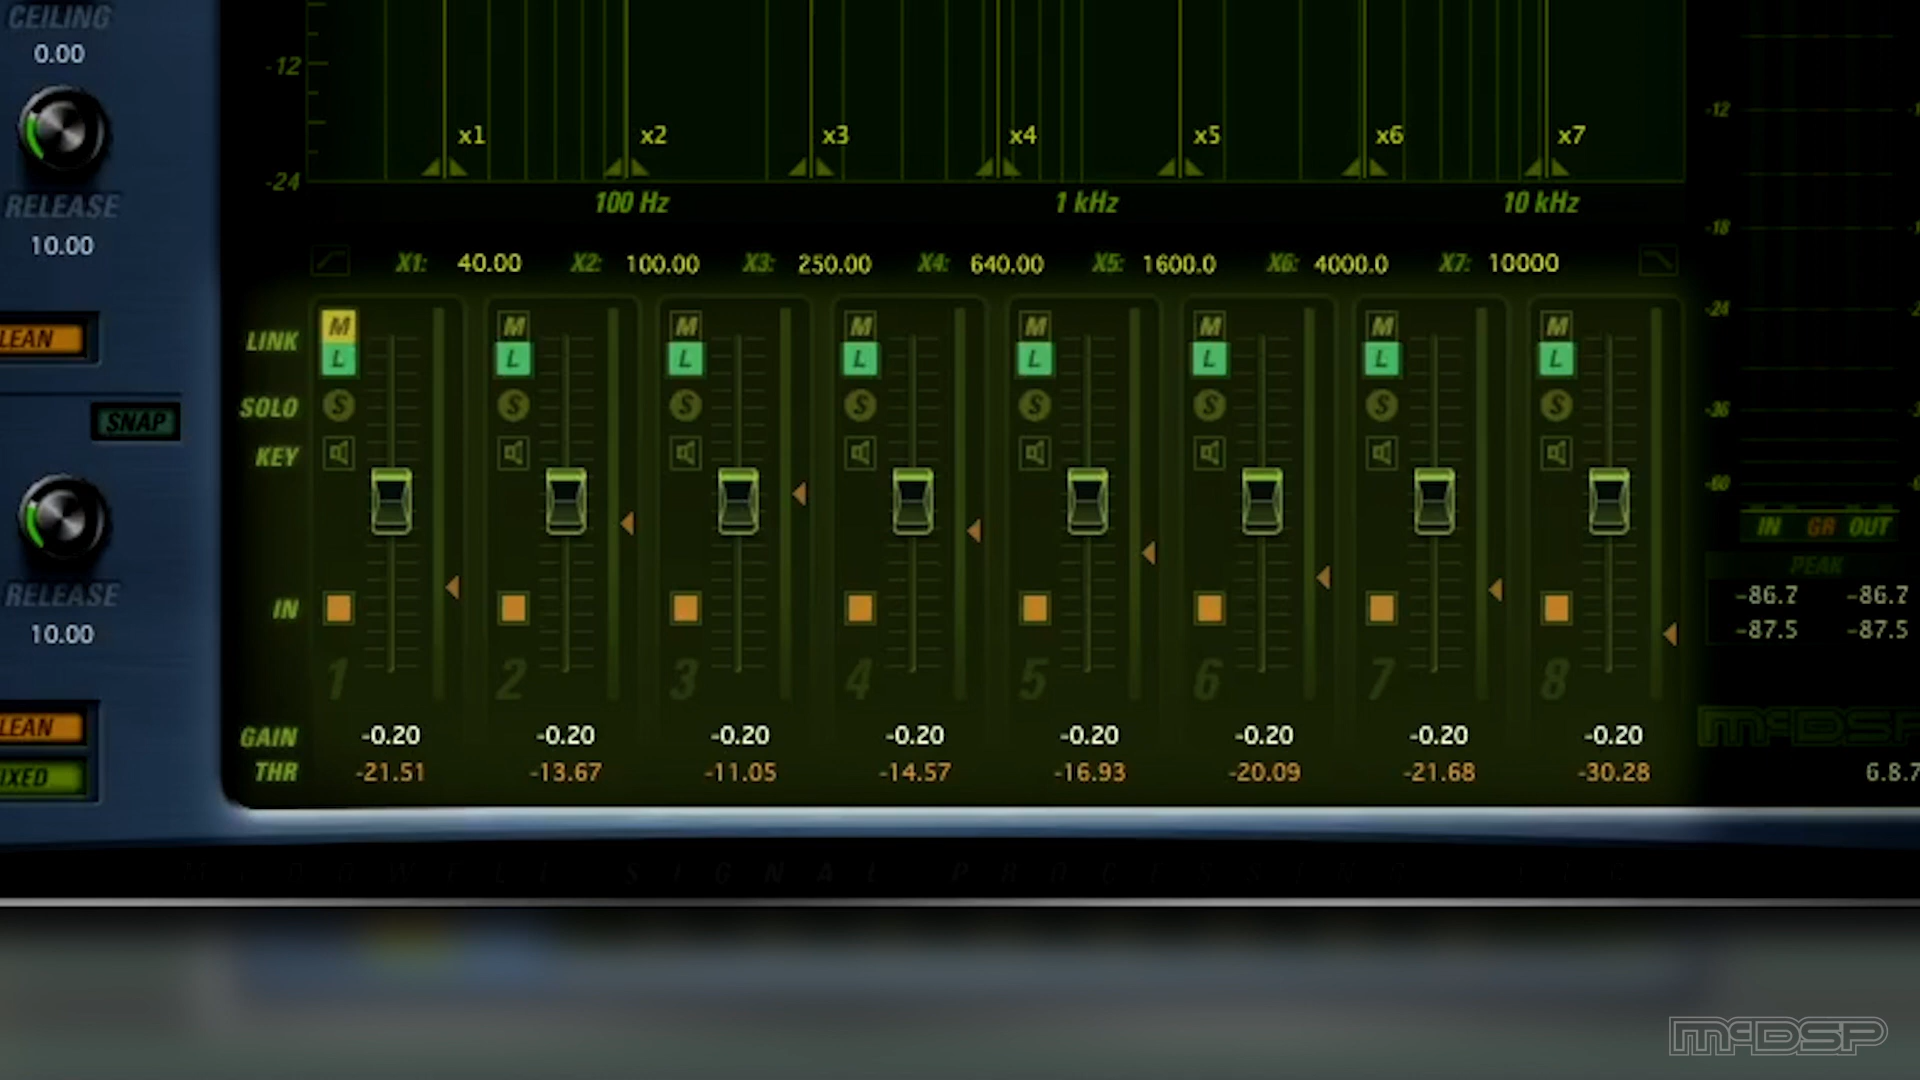 CEILING
0.00
RELEASE
10.00
LEAN
SNAP
RELEASE
10.00
LEAN
IXED
-12
-24
x1 x2 x3 x4 x5 x6 x7
100 Hz 1 kHz 10 kHz
X1: 40.00 X2: 100.00 X3: 250.00 X4: 640.00 X5: 1600.0 X6: 4000.0 X7: 10000
M M M M M M M M
LINK L L L L L L L L
SOLO S S S S S S S S
KEY
IN
1 2 3 4 5 6 7 8
GAIN -0.20 -0.20 -0.20 -0.20 -0.20 -0.20 -0.20 -0.20
THR -21.51 -13.67 -11.05 -14.57 -16.93 -20.09 -21.68 -30.28
-12
-18
-24
-36
-60
IN GR OUT
PEAK
-86.7 -86.7
-87.5 -87.5
McDSP
6.8.7
McDOWELL SIGNAL PROCESSING LLC
McDSP